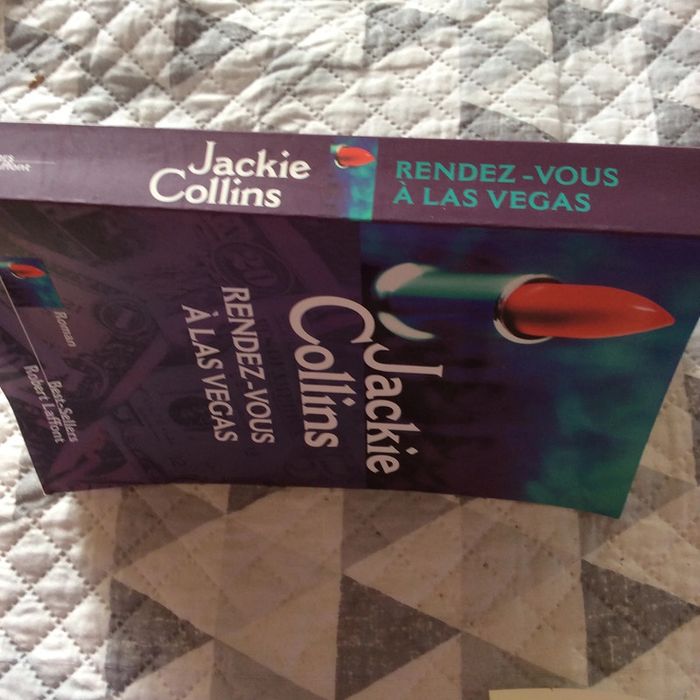 Jackie
Collins
RENDEZ-VOUS
À LAS VEGAS
Jackie
Collins
RENDEZ-VOUS
À LAS VEGAS
Roman
Best-Sellers
Robert Laffont